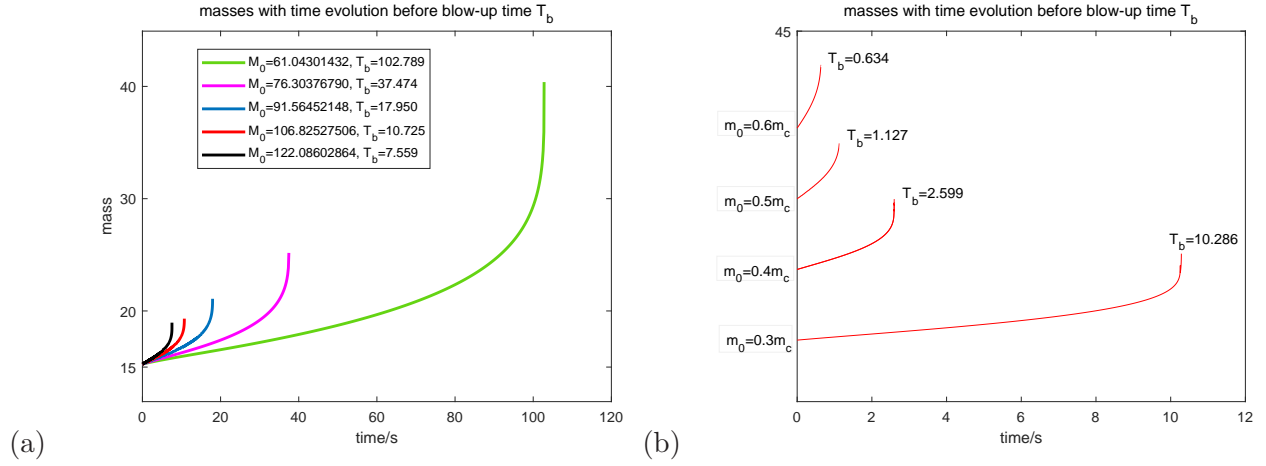 masses with time evolution before blow-up time T_b
M_0=61.04301432, T_b=102.789
M_0=76.30376790, T_b=37.474
M_0=91.56452148, T_b=17.950
M_0=106.82527506, T_b=10.725
M_0=122.08602864, T_b=7.559
40
30
20
15
mass
0 20 40 60 80 100 120
time/s
(a)
masses with time evolution before blow-up time T_b
45
T_b=0.634
m_0=0.6m_c
T_b=1.127
m_0=0.5m_c
T_b=2.599
m_0=0.4m_c
T_b=10.286
m_0=0.3m_c
0 2 4 6 8 10 12
time/s
(b)